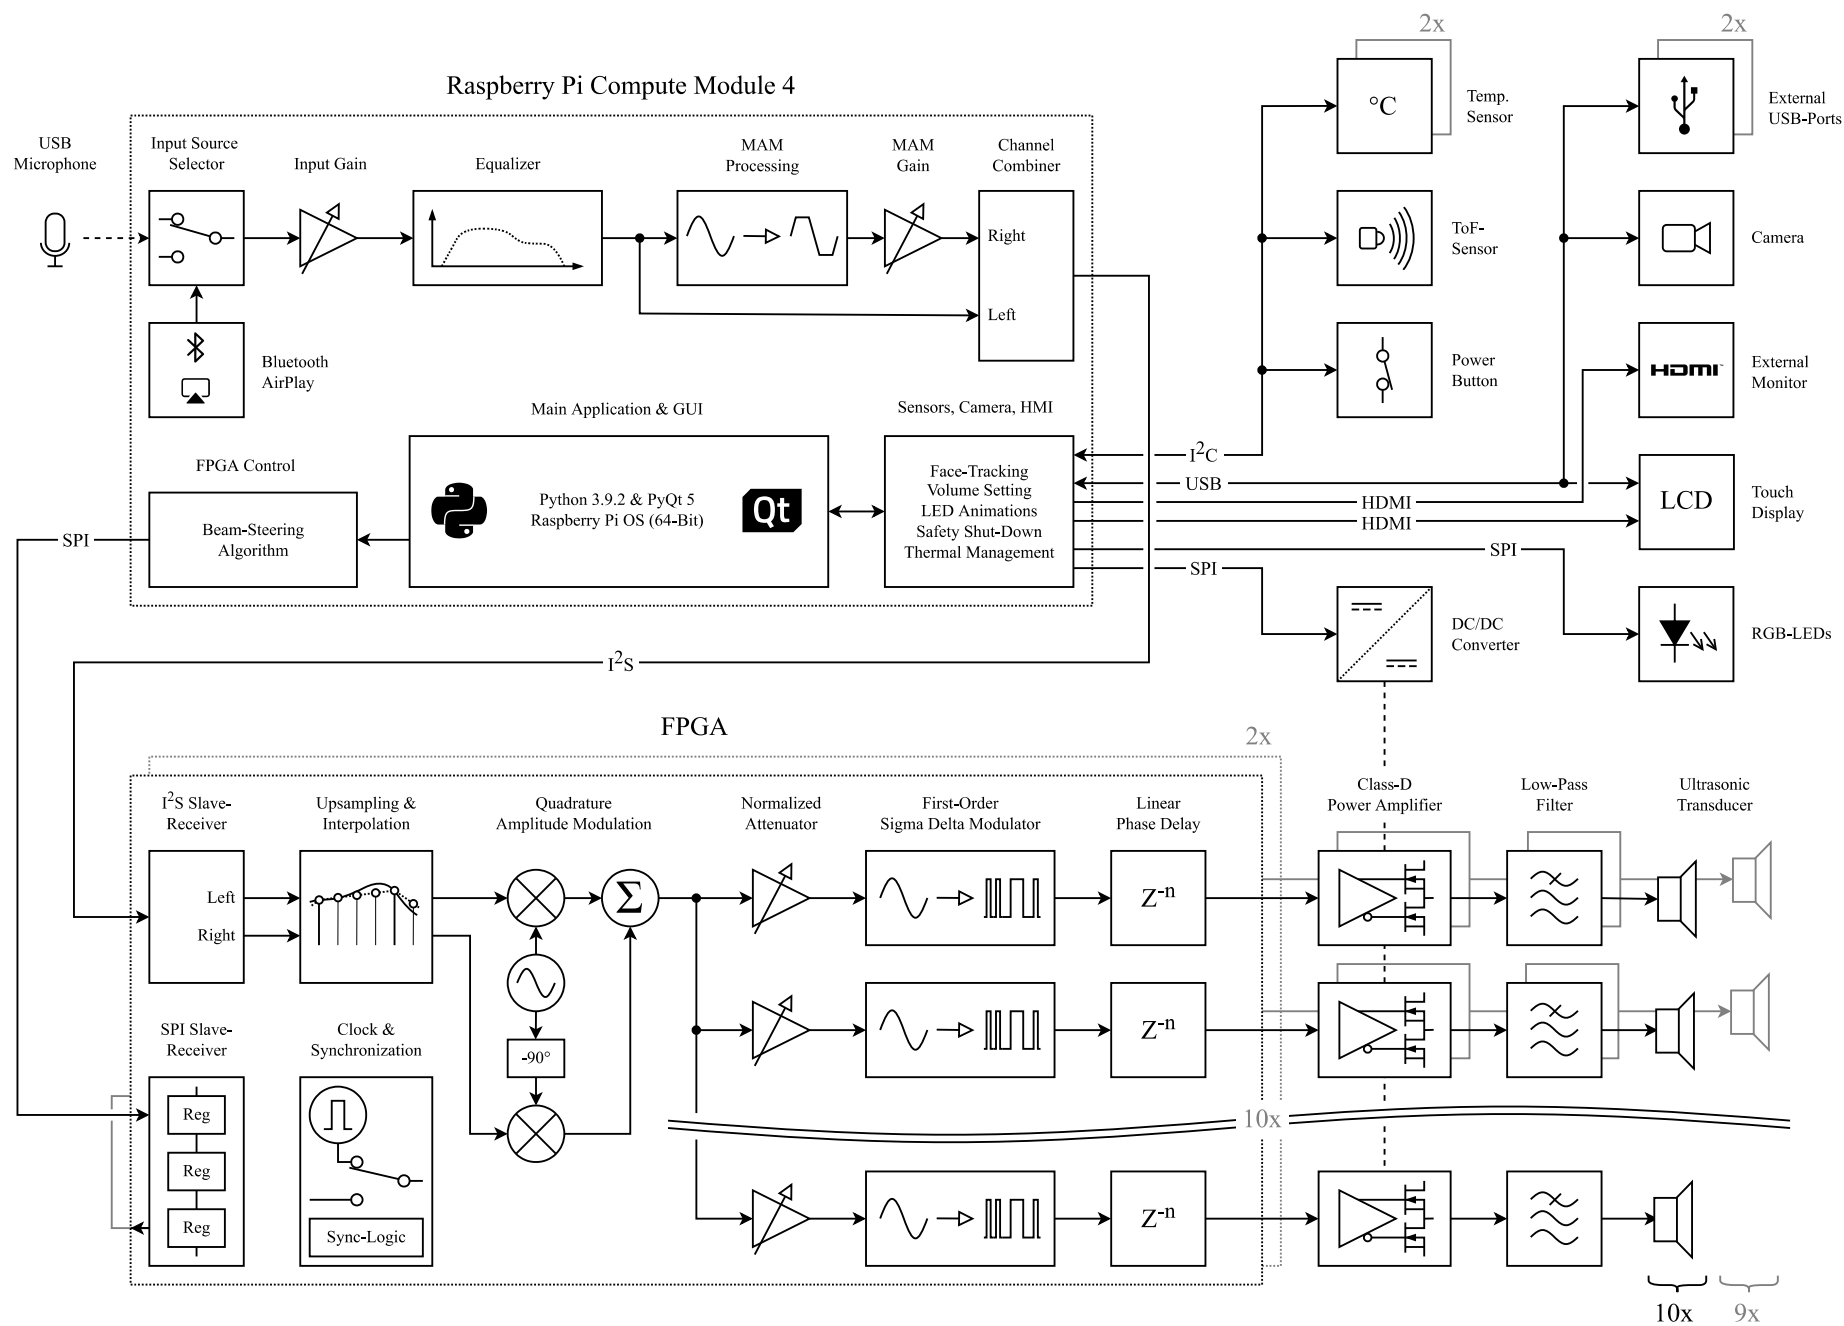 2x
2x
Raspberry Pi Compute Module 4
USB
Microphone
Input Source
Selector
Input Gain
Equalizer
MAM
Processing
MAM
Gain
Channel
Combiner
Right
Left
°C
Temp.
Sensor
External
USB-Ports
ToF-
Sensor
Camera
Bluetooth
AirPlay
Power
Button
HDMI
External
Monitor
Main Application & GUI
Sensors, Camera, HMI
FPGA Control
Beam-Steering
Algorithm
Python 3.9.2 & PyQt 5
Raspberry Pi OS (64-Bit)
Qt
Face-Tracking
Volume Setting
LED Animations
Safety Shut-Down
Thermal Management
I²C
USB
HDMI
HDMI
SPI
SPI
SPI
LCD
Touch
Display
DC/DC
Converter
RGB-LEDs
I²S
FPGA
2x
I²S Slave-
Receiver
Upsampling &
Interpolation
Quadrature
Amplitude Modulation
Normalized
Attenuator
First-Order
Sigma Delta Modulator
Linear
Phase Delay
Class-D
Power Amplifier
Low-Pass
Filter
Ultrasonic
Transducer
Left
Right
Σ
Z⁻ⁿ
Z⁻ⁿ
SPI Slave-
Receiver
Clock &
Synchronization
-90°
Reg
Reg
Reg
Sync-Logic
10x
Z⁻ⁿ
10x
9x